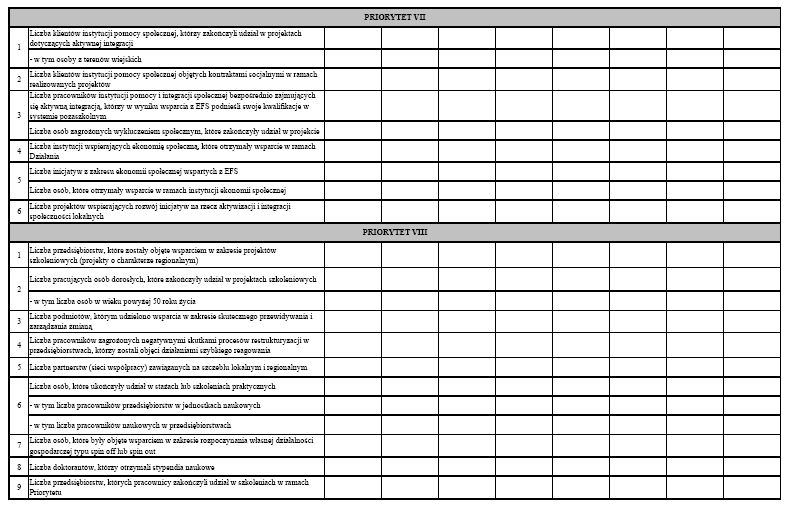 PRIORYTET VII
1
Liczba klientów instytucji pomocy społecznej, którzy zakończyli udział w projektach
dotyczących aktywnej integracji
- w tym osoby z terenów wiejskich
2
Liczba klientów instytucji pomocy społecznej objętych kontraktami socjalnymi w ramach
realizowanych projektów
3
Liczba pracowników instytucji pomocy i integracji społecznej bezpośrednio zajmujących
się aktywną integracją, którzy w wyniku wsparcia z EFS podnieśli swoje kwalifikacje w
systemie pozaszkolnym
Liczba osób zagrożonych wykluczeniem społecznym, które zakończyły udział w projekcie
4
Liczba instytucji wspierających ekonomię społeczną, które otrzymały wsparcie w ramach
Działania
5
Liczba inicjatyw z zakresu ekonomii społecznej wspartych z EFS
Liczba osób, które otrzymały wsparcie w ramach instytucji ekonomii społecznej
6
Liczba projektów wspierających rozwój inicjatyw na rzecz aktywizacji i integracji
społeczności lokalnych
PRIORYTET VIII
1
Liczba przedsiębiorstw, które zostały objęte wsparciem w zakresie projektów
szkoleniowych (projekty o charakterze regionalnym)
2
Liczba pracujących osób dorosłych, które zakończyły udział w projektach szkoleniowych
- w tym liczba osób w wieku powyżej 50 roku życia
3
Liczba podmiotów, którym udzielono wsparcia w zakresie skutecznego przewidywania i
zarządzania zmianą
4
Liczba pracowników zagrożonych negatywnymi skutkami procesów restrukturyzacji w
przedsiębiorstwach, którzy zostali objęci działaniami szybkiego reagowania
5
Liczba partnerstw (sieci współpracy) zawiązanych na szczeblu lokalnym i regionalnym
6
Liczba osób, które ukończyły udział w stażach lub szkoleniach praktycznych
- w tym liczba pracowników przedsiębiorstw w jednostkach naukowych
- w tym liczba pracowników naukowych w przedsiębiorstwach
7
Liczba osób, które były objęte wsparciem w zakresie rozpoczynania własnej działalności
gospodarczej typu spin off lub spin out
8
Liczba doktorantów, którzy otrzymali stypendia naukowe
9
Liczba przedsiębiorstw, których pracownicy zakończyli udział w szkoleniach w ramach
Priorytetu